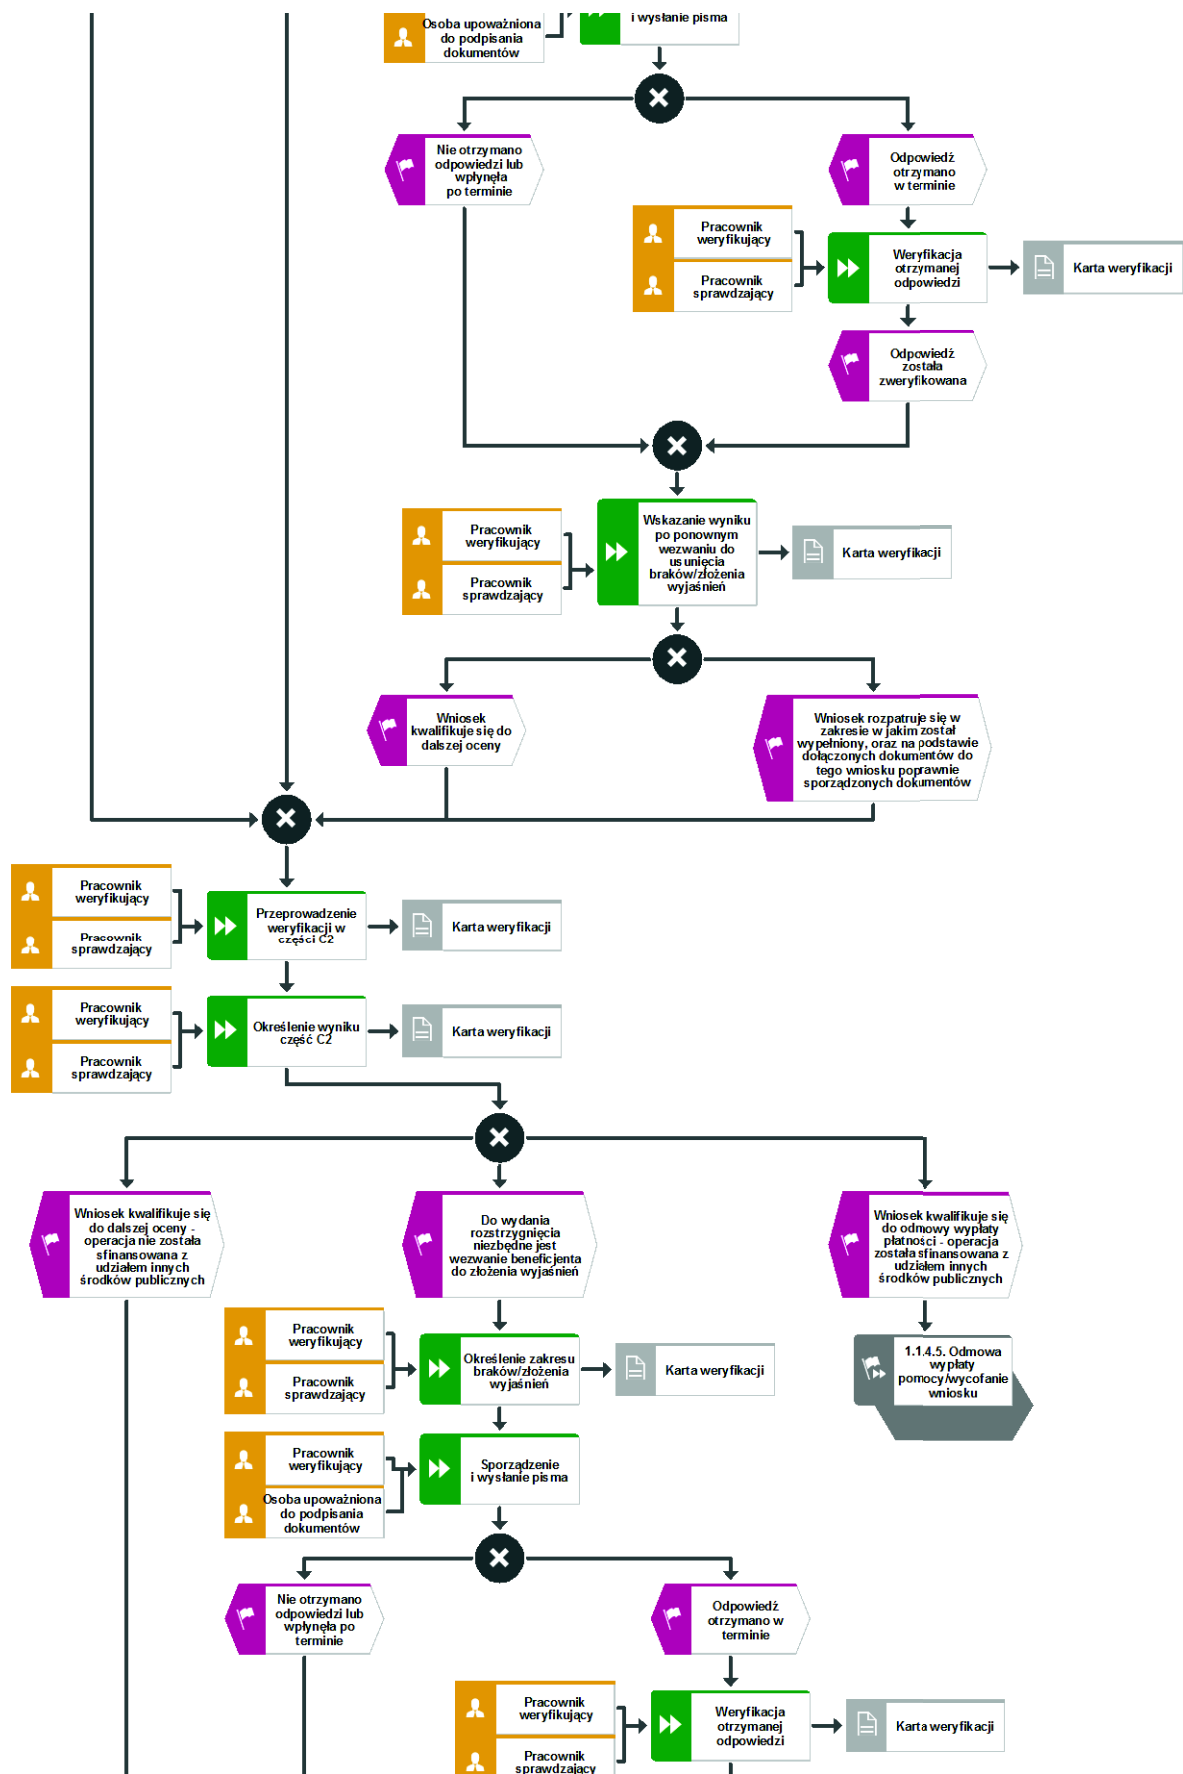 Osoba upoważniona
do podpisania
dokumentów
i wysłanie pisma
Nie otrzymano
odpowiedzi lub
wpłynęła
po terminie
Odpowiedź
otrzymano
w terminie
Pracownik
weryfikujący
Pracownik
sprawdzający
Weryfikacja
otrzymanej
odpowiedzi
Karta weryfikacji
Odpowiedź
została
zweryfikowana
Pracownik
weryfikujący
Pracownik
sprawdzający
Wskazanie wyniku
po ponownym
wezwaniu do
usunięcia
braków/złożenia
wyjaśnień
Karta weryfikacji
Wniosek
kwalifikuje się do
dalszej oceny
Wniosek rozpatruje się w
zakresie w jakim został
wypełniony, oraz na podstawie
dołączonych dokumentów do
tego wniosku poprawnie
sporządzonych dokumentów
Pracownik
weryfikujący
Pracownik
sprawdzający
Przeprowadzenie
weryfikacji w
części C2
Karta weryfikacji
Pracownik
weryfikujący
Pracownik
sprawdzający
Określenie wyniku
część C2
Karta weryfikacji
Wniosek kwalifikuje się
do dalszej oceny -
operacja nie została
sfinansowana z
udziałem innych
środków publicznych
Do wydania
rozstrzygnięcia
niezbędne jest
wezwanie beneficjenta
do złożenia wyjaśnień
Wniosek kwalifikuje się
do odmowy wypłaty
płatności - operacja
została sfinansowana z
udziałem innych
środków publicznych
Pracownik
weryfikujący
Pracownik
sprawdzający
Określenie zakresu
braków/złożenia
wyjaśnień
Karta weryfikacji
1.1.4.5. Odmowa
wypłaty
pomocy/wycofanie
wniosku
Pracownik
weryfikujący
Osoba upoważniona
do podpisania
dokumentów
Sporządzenie
i wysłanie pisma
Nie otrzymano
odpowiedzi lub
wpłynęła po
terminie
Odpowiedź
otrzymano w
terminie
Pracownik
weryfikujący
Pracownik
sprawdzający
Weryfikacja
otrzymanej
odpowiedzi
Karta weryfikacji